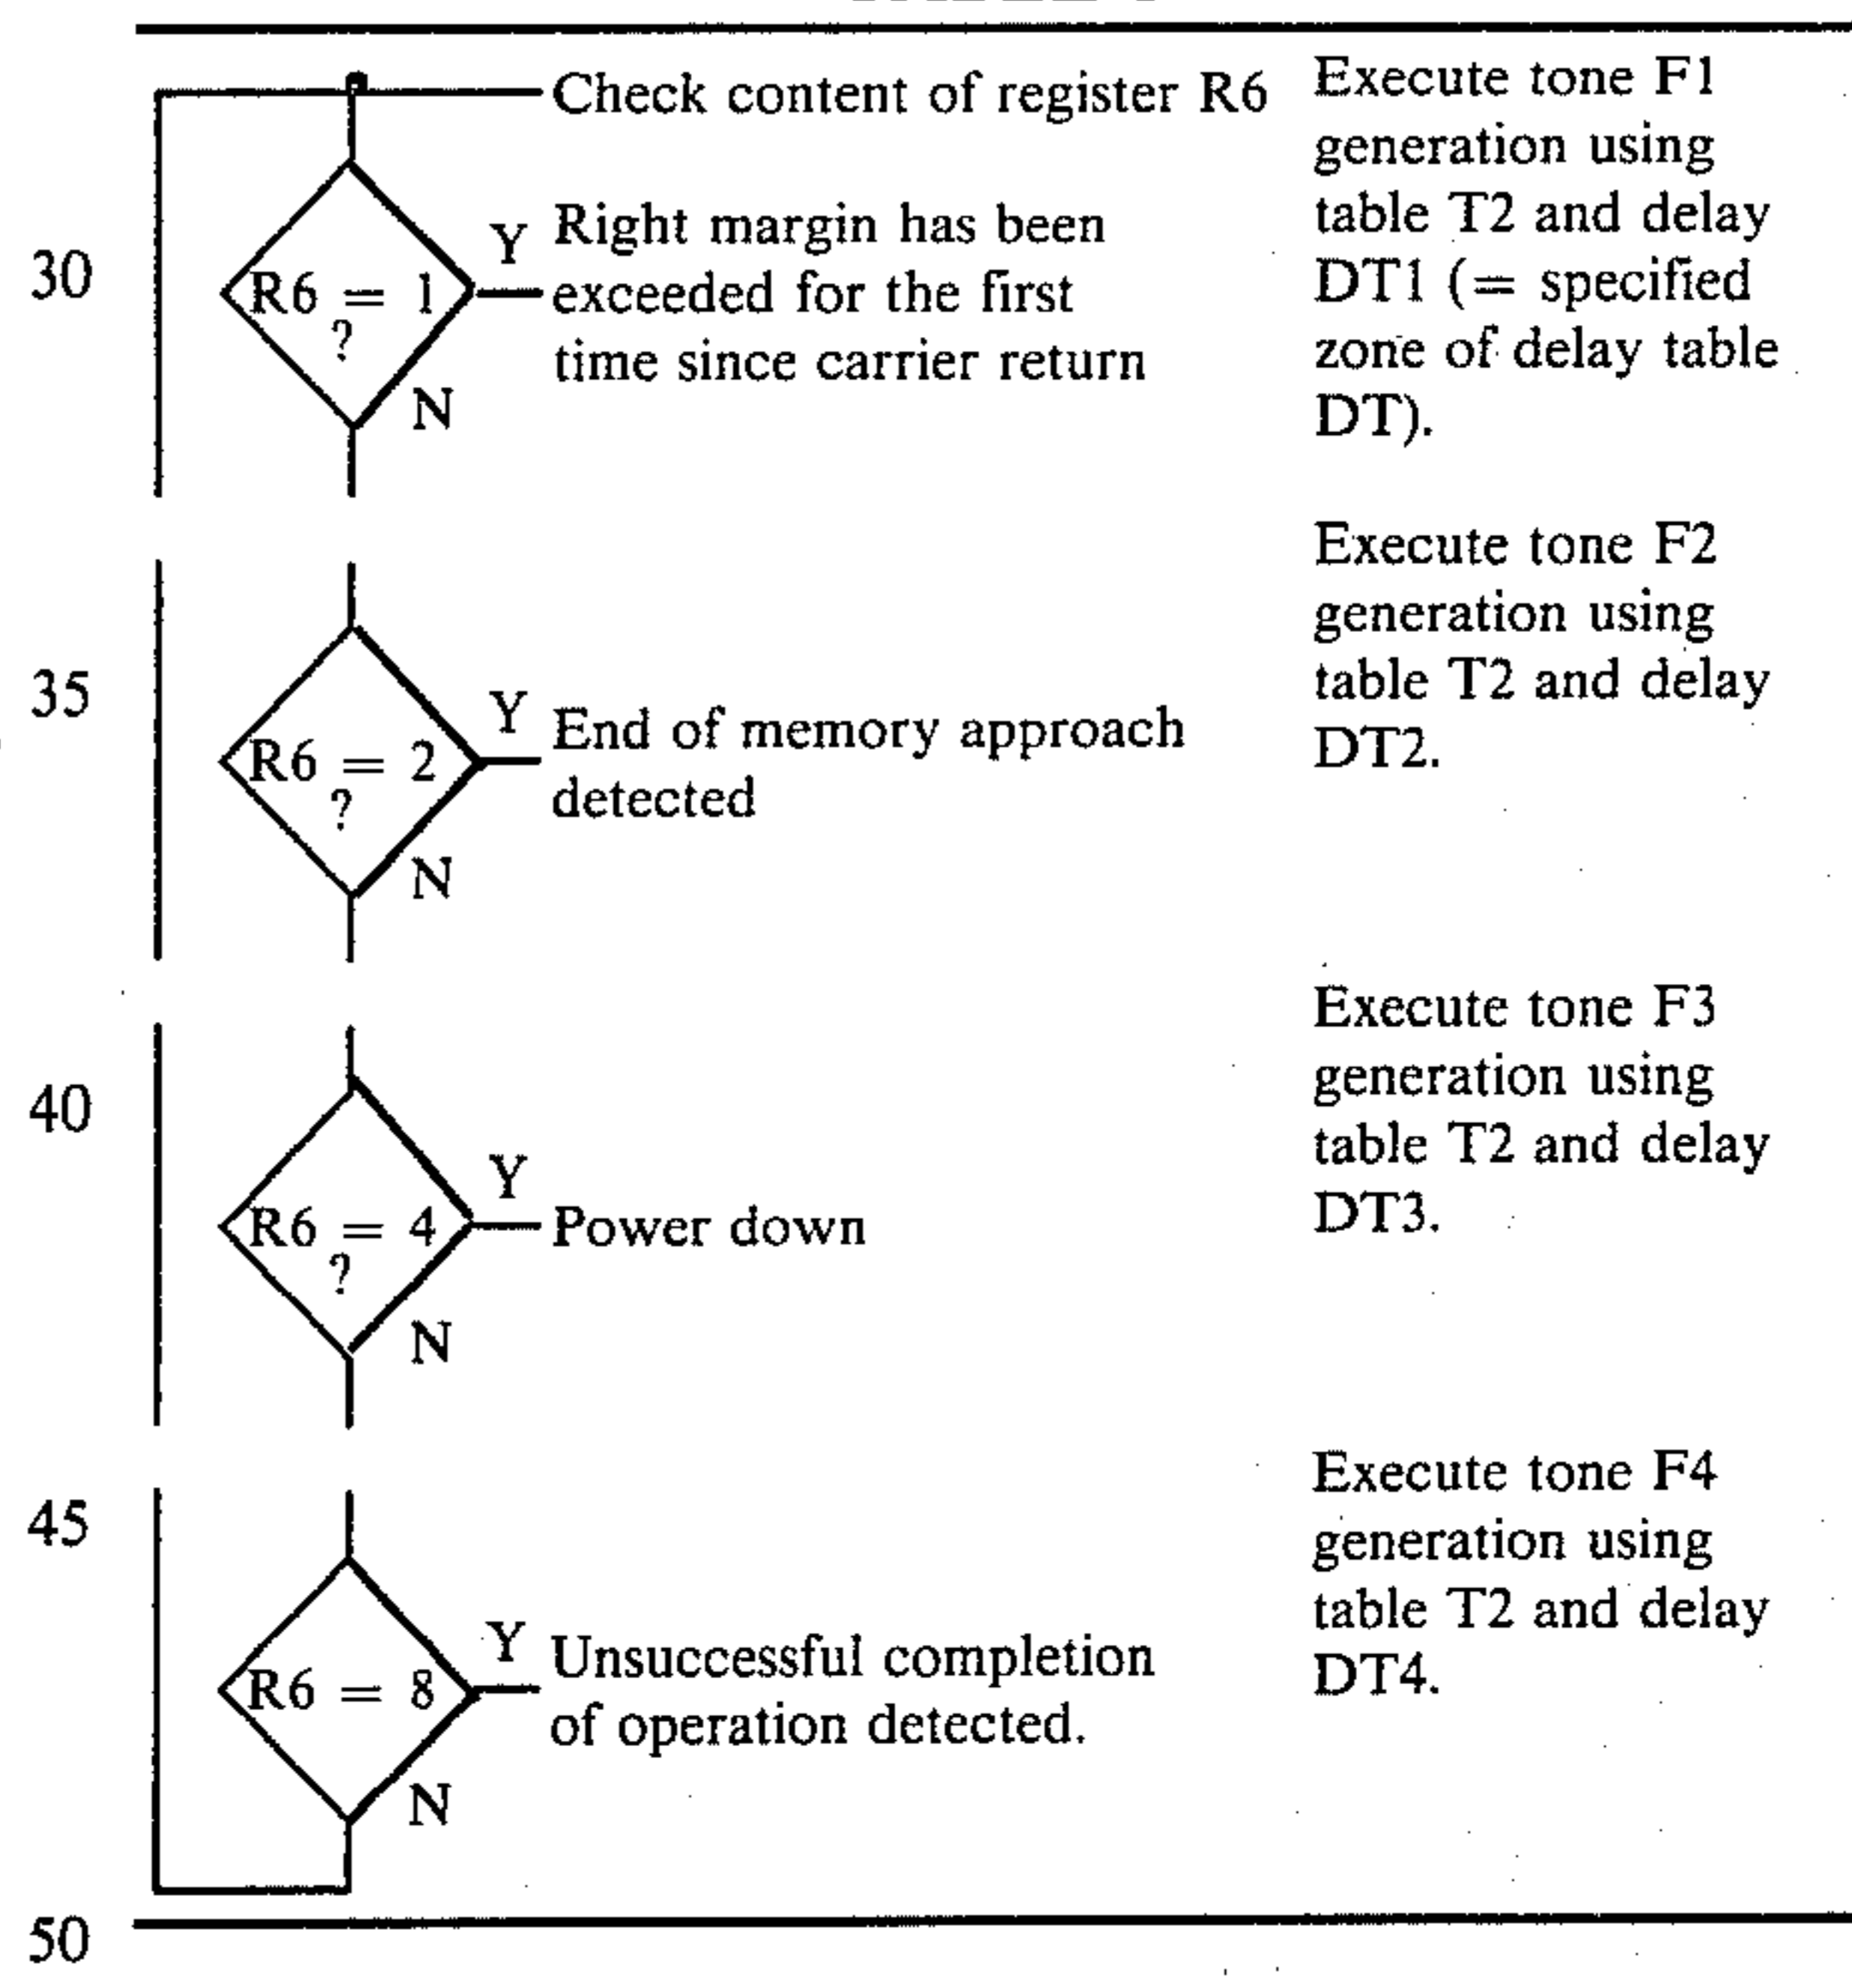 Check content of register R6
Execute tone F1
generation using
table T2 and delay
DT1 (= specified
zone of delay table
DT).
30
R6 = 1
?
Y
N
Right margin has been
exceeded for the first
time since carrier return
Execute tone F2
generation using
table T2 and delay
DT2.
35
R6 = 2
?
Y
N
End of memory approach
detected
Execute tone F3
generation using
table T2 and delay
DT3.
40
R6 = 4
?
Y
N
Power down
Execute tone F4
generation using
table T2 and delay
DT4.
45
R6 = 8
Y
N
Unsuccessful completion
of operation detected.
50